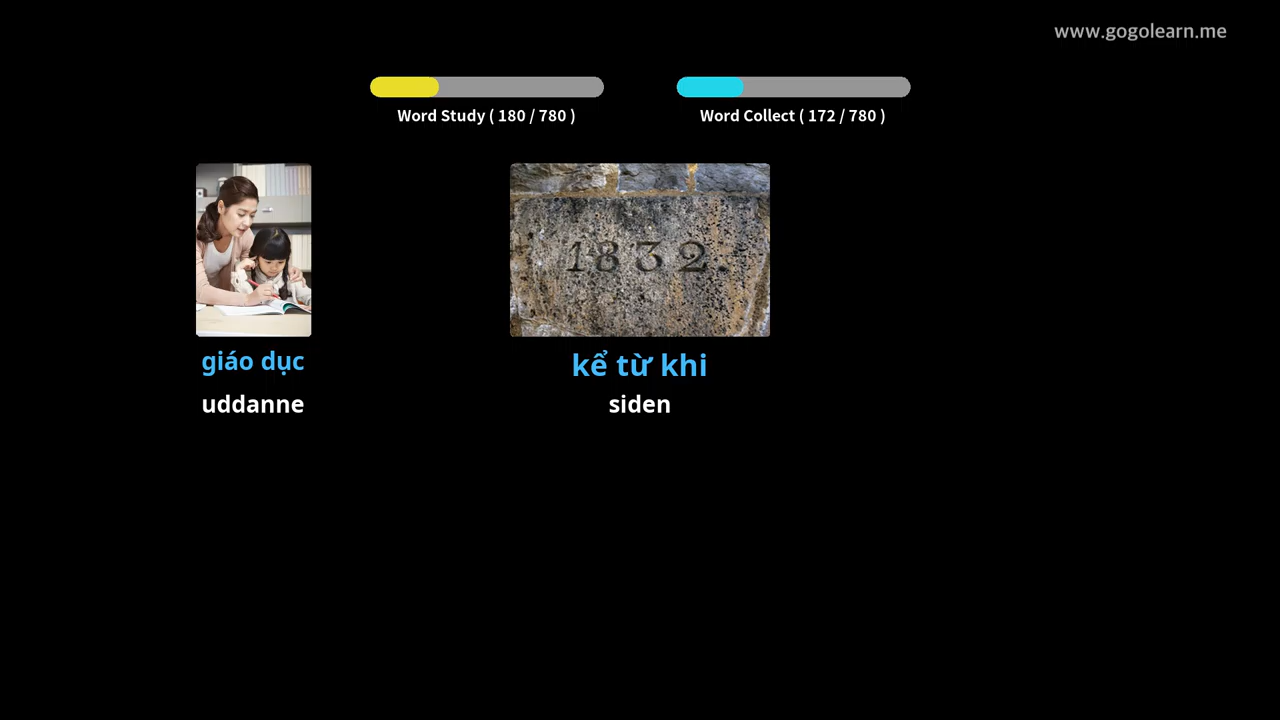 www.gogolearn.me
Word Study ( 180 / 780 )
Word Collect ( 172 / 780 )
1832.
giáo dục
uddanne
kể từ khi
siden